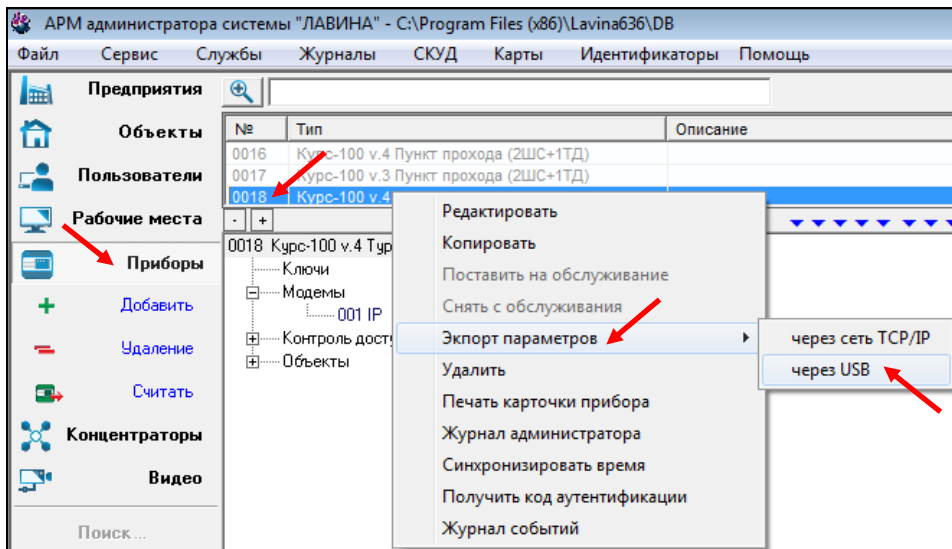 АРМ администратора системы "ЛАВИНА" - C:\Program Files (x86)\Lavina636\DB
Файл Сервис Службы Журналы СКУД Карты Идентификаторы Помощь
Предприятия
Объекты
Пользователи
Рабочие места
Приборы
Добавить
Удаление
Считать
Концентраторы
Видео
Поиск...
№ Тип Описание
0016 Курс-100 v.4 Пункт прохода (2ШС+1ТД)
0017 Курс-100 v.3 Пункт прохода (2ШС+1ТД)
0018 Курс-100 v.4
- +
0018 Курс-100 v.4 Тур
Ключи
Модемы
001 IP
Контроль дост
Объекты
Редактировать
Копировать
Поставить на обслуживание
Снять с обслуживания
Экпорт параметров
Удалить
Печать карточки прибора
Журнал администратора
Синхронизировать время
Получить код аутентификации
Журнал событий
через сеть TCP/IP
через USB